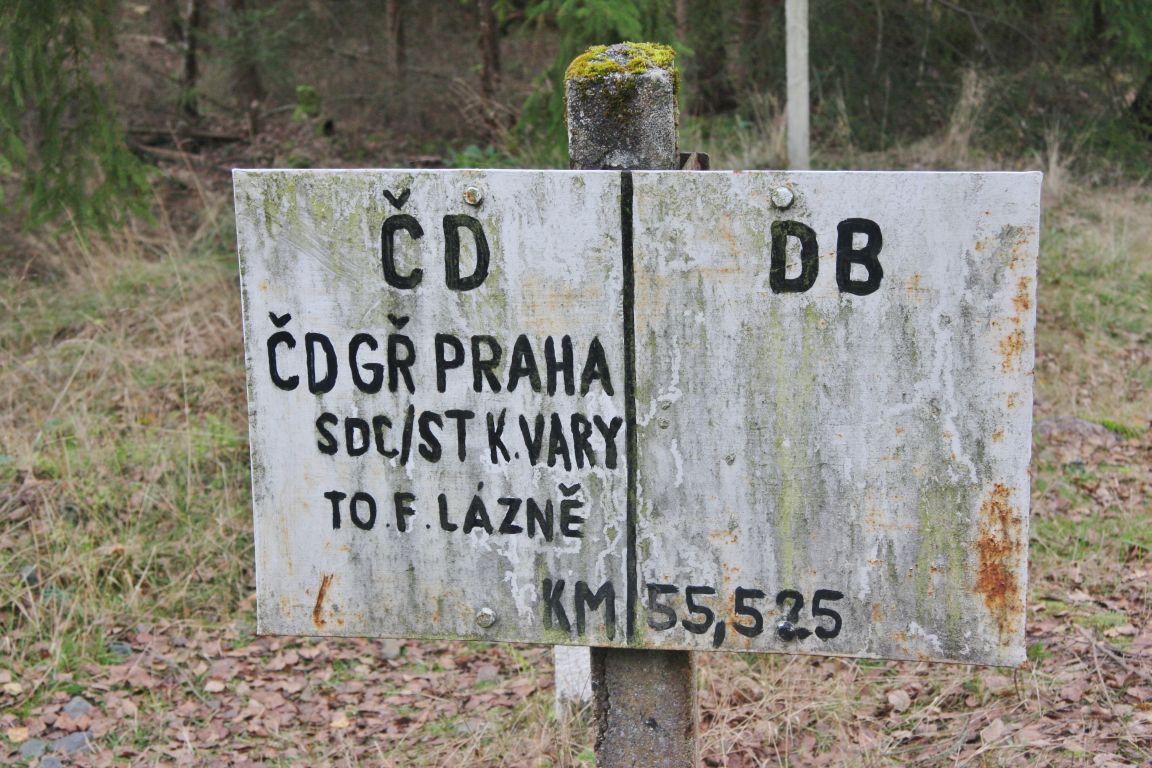 ČD
ČD GŘ PRAHA
SDC/ST K.VARY
TO.F.LÁZNĚ
DB
KM 55,525